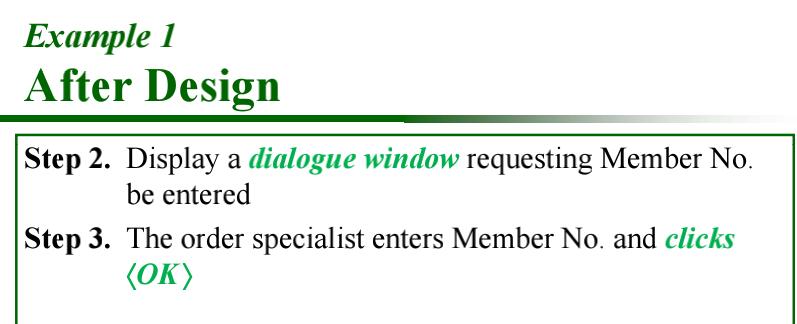 Example 1
After Design
Step 2. Display a dialogue window requesting Member No.
be entered
Step 3. The order specialist enters Member No. and clicks
⟨OK⟩